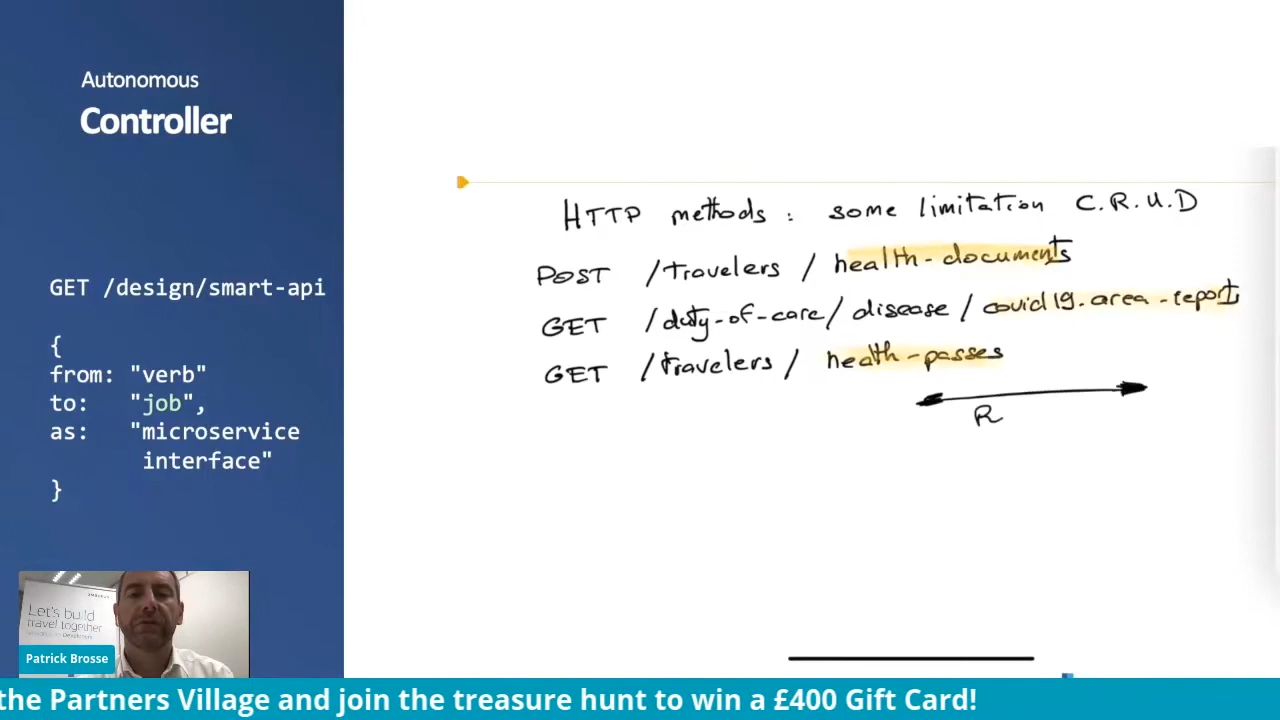 Autonomous
Controller
GET /design/smart-api
{
from: "verb"
to: "job",
as: "microservice
interface"
}
HTTP methods : some limitation C.R.U.D
POST /travelers / health-documents
GET /duty-of-care / disease / covid19-area-report
GET /travelers / heath-passes
R
Let's build
travel together
Patrick Brosse
the Partners Village and join the treasure hunt to win a £400 Gift Card!